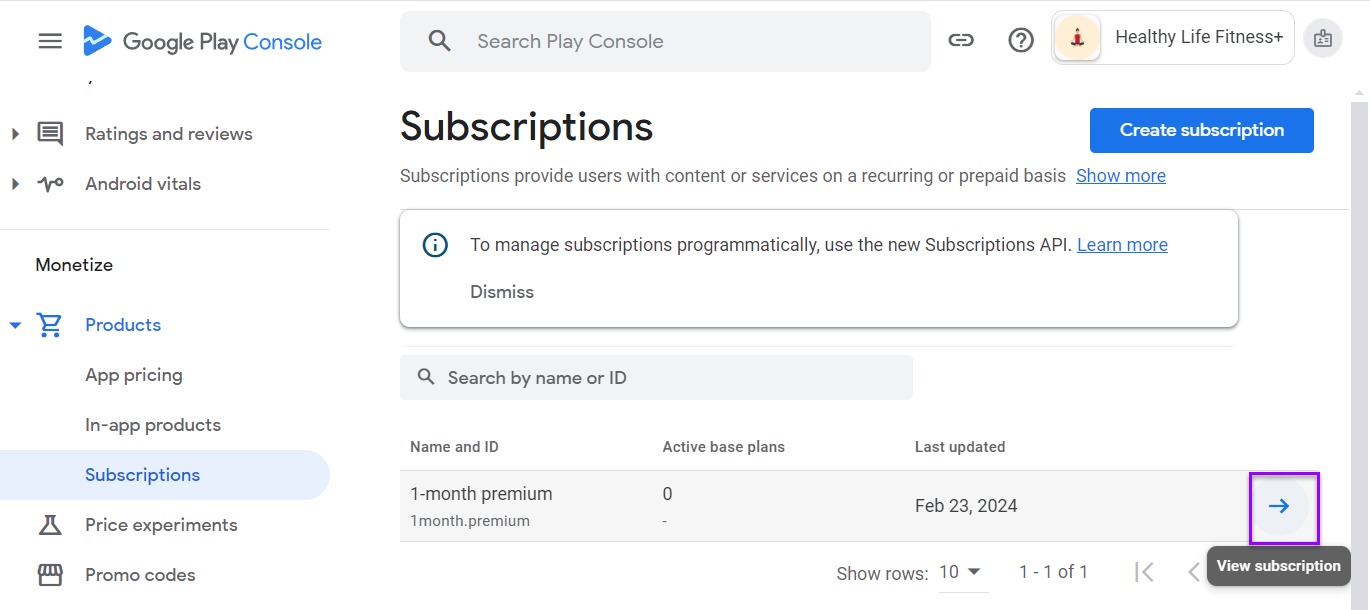 Google Play Console
Search Play Console
Healthy Life Fitness+
Ratings and reviews
Android vitals
Monetize
Products
App pricing
In-app products
Subscriptions
Price experiments
Promo codes
Subscriptions
Create subscription
Subscriptions provide users with content or services on a recurring or prepaid basis Show more
To manage subscriptions programmatically, use the new Subscriptions API. Learn more
Dismiss
Search by name or ID
Name and ID Active base plans Last updated
1-month premium 0 Feb 23, 2024
1month.premium -
Show rows: 10 1 - 1 of 1
View subscription